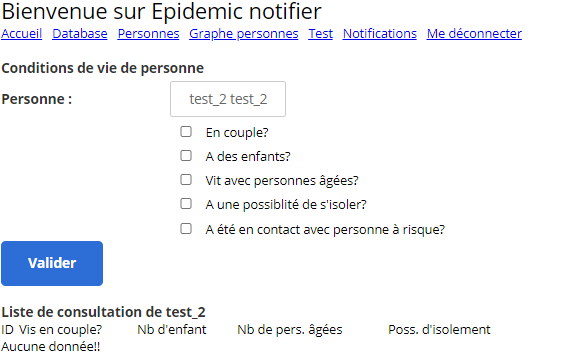 Bienvenue sur Epidemic notifier
Accueil Database Personnes Graphe personnes Test Notifications Me déconnecter
Conditions de vie de personne
Personne : test_2 test_2
En couple?
A des enfants?
Vit avec personnes âgées?
A une possiblité de s'isoler?
A été en contact avec personne à risque?
Valider
Liste de consultation de test_2
ID Vis en couple? Nb d'enfant Nb de pers. âgées Poss. d'isolement
Aucune donnée!!